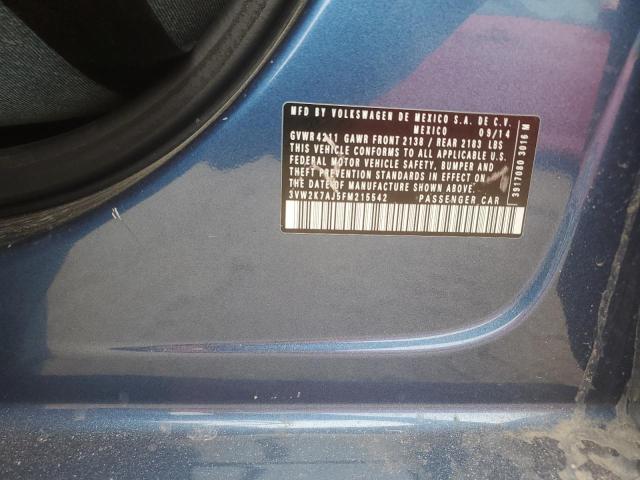 MFD BY VOLKSWAGEN DE MEXICO S.A. DE C.V.
MEXICO 09/14
GVWR 4211 GAWR FRONT 2138 / REAR 2183 LBS
THIS VEHICLE CONFORMS TO ALL APPLICABLE U.S.
FEDERAL MOTOR VEHICLE SAFETY, BUMPER AND
THEFT PREVENTION STANDARDS IN EFFECT ON
THE DATE OF MANUFACTURE SHOWN ABOVE.
3VW2K7AJ5FM215542 PASSENGER CAR
3017080 3016 M